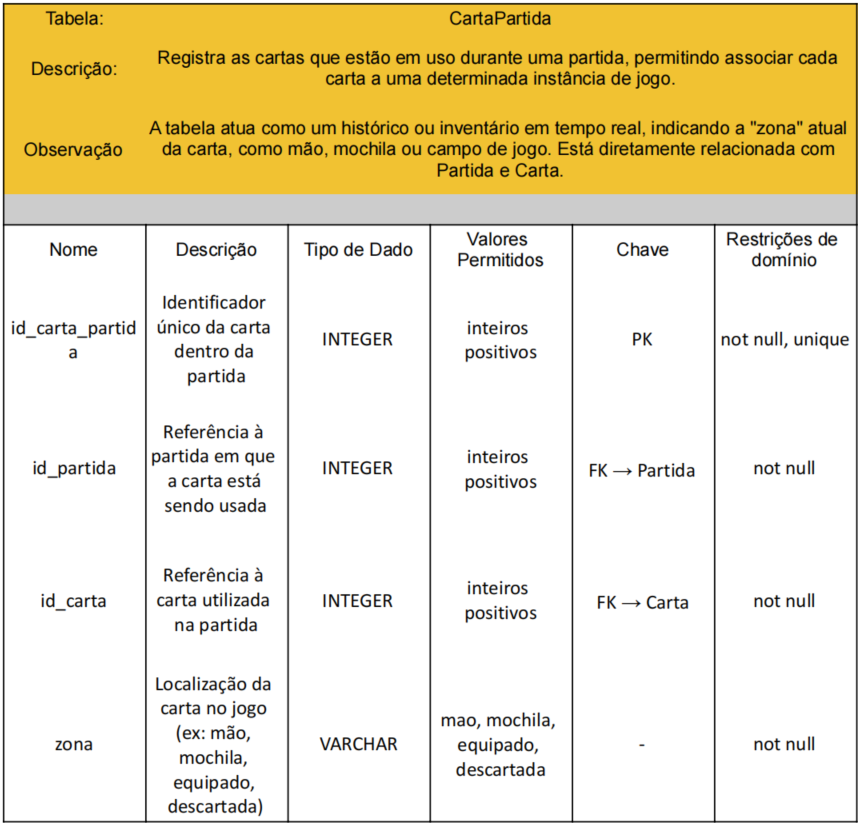 Tabela:
CartaPartida
Descrição:
Registra as cartas que estão em uso durante uma partida, permitindo associar cada
carta a uma determinada instância de jogo.
Observação
A tabela atua como um histórico ou inventário em tempo real, indicando a "zona" atual
da carta, como mão, mochila ou campo de jogo. Está diretamente relacionada com
Partida e Carta.
Nome
Descrição
Tipo de Dado
Valores
Permitidos
Chave
Restrições de
domínio
id_carta_partid
a
Identificador
único da carta
dentro da
partida
INTEGER
inteiros
positivos
PK
not null, unique
id_partida
Referência à
partida em que
a carta está
sendo usada
INTEGER
inteiros
positivos
FK → Partida
not null
id_carta
Referência à
carta utilizada
na partida
INTEGER
inteiros
positivos
FK → Carta
not null
zona
Localização da
carta no jogo
(ex: mão,
mochila,
equipado,
descartada)
VARCHAR
mao, mochila,
equipado,
descartada
-
not null